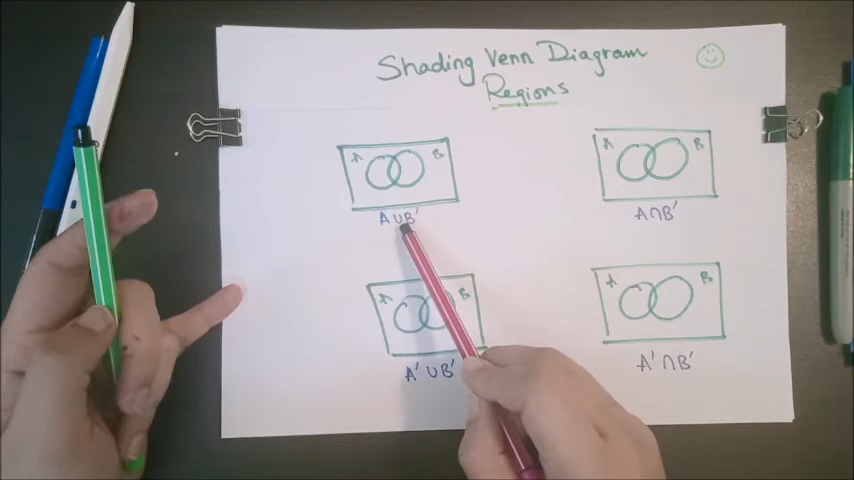 Shading Venn Diagram
Regions
A B
A B
A∪B′
A∩B′
A B
A B
A′∪B′
A′∩B′